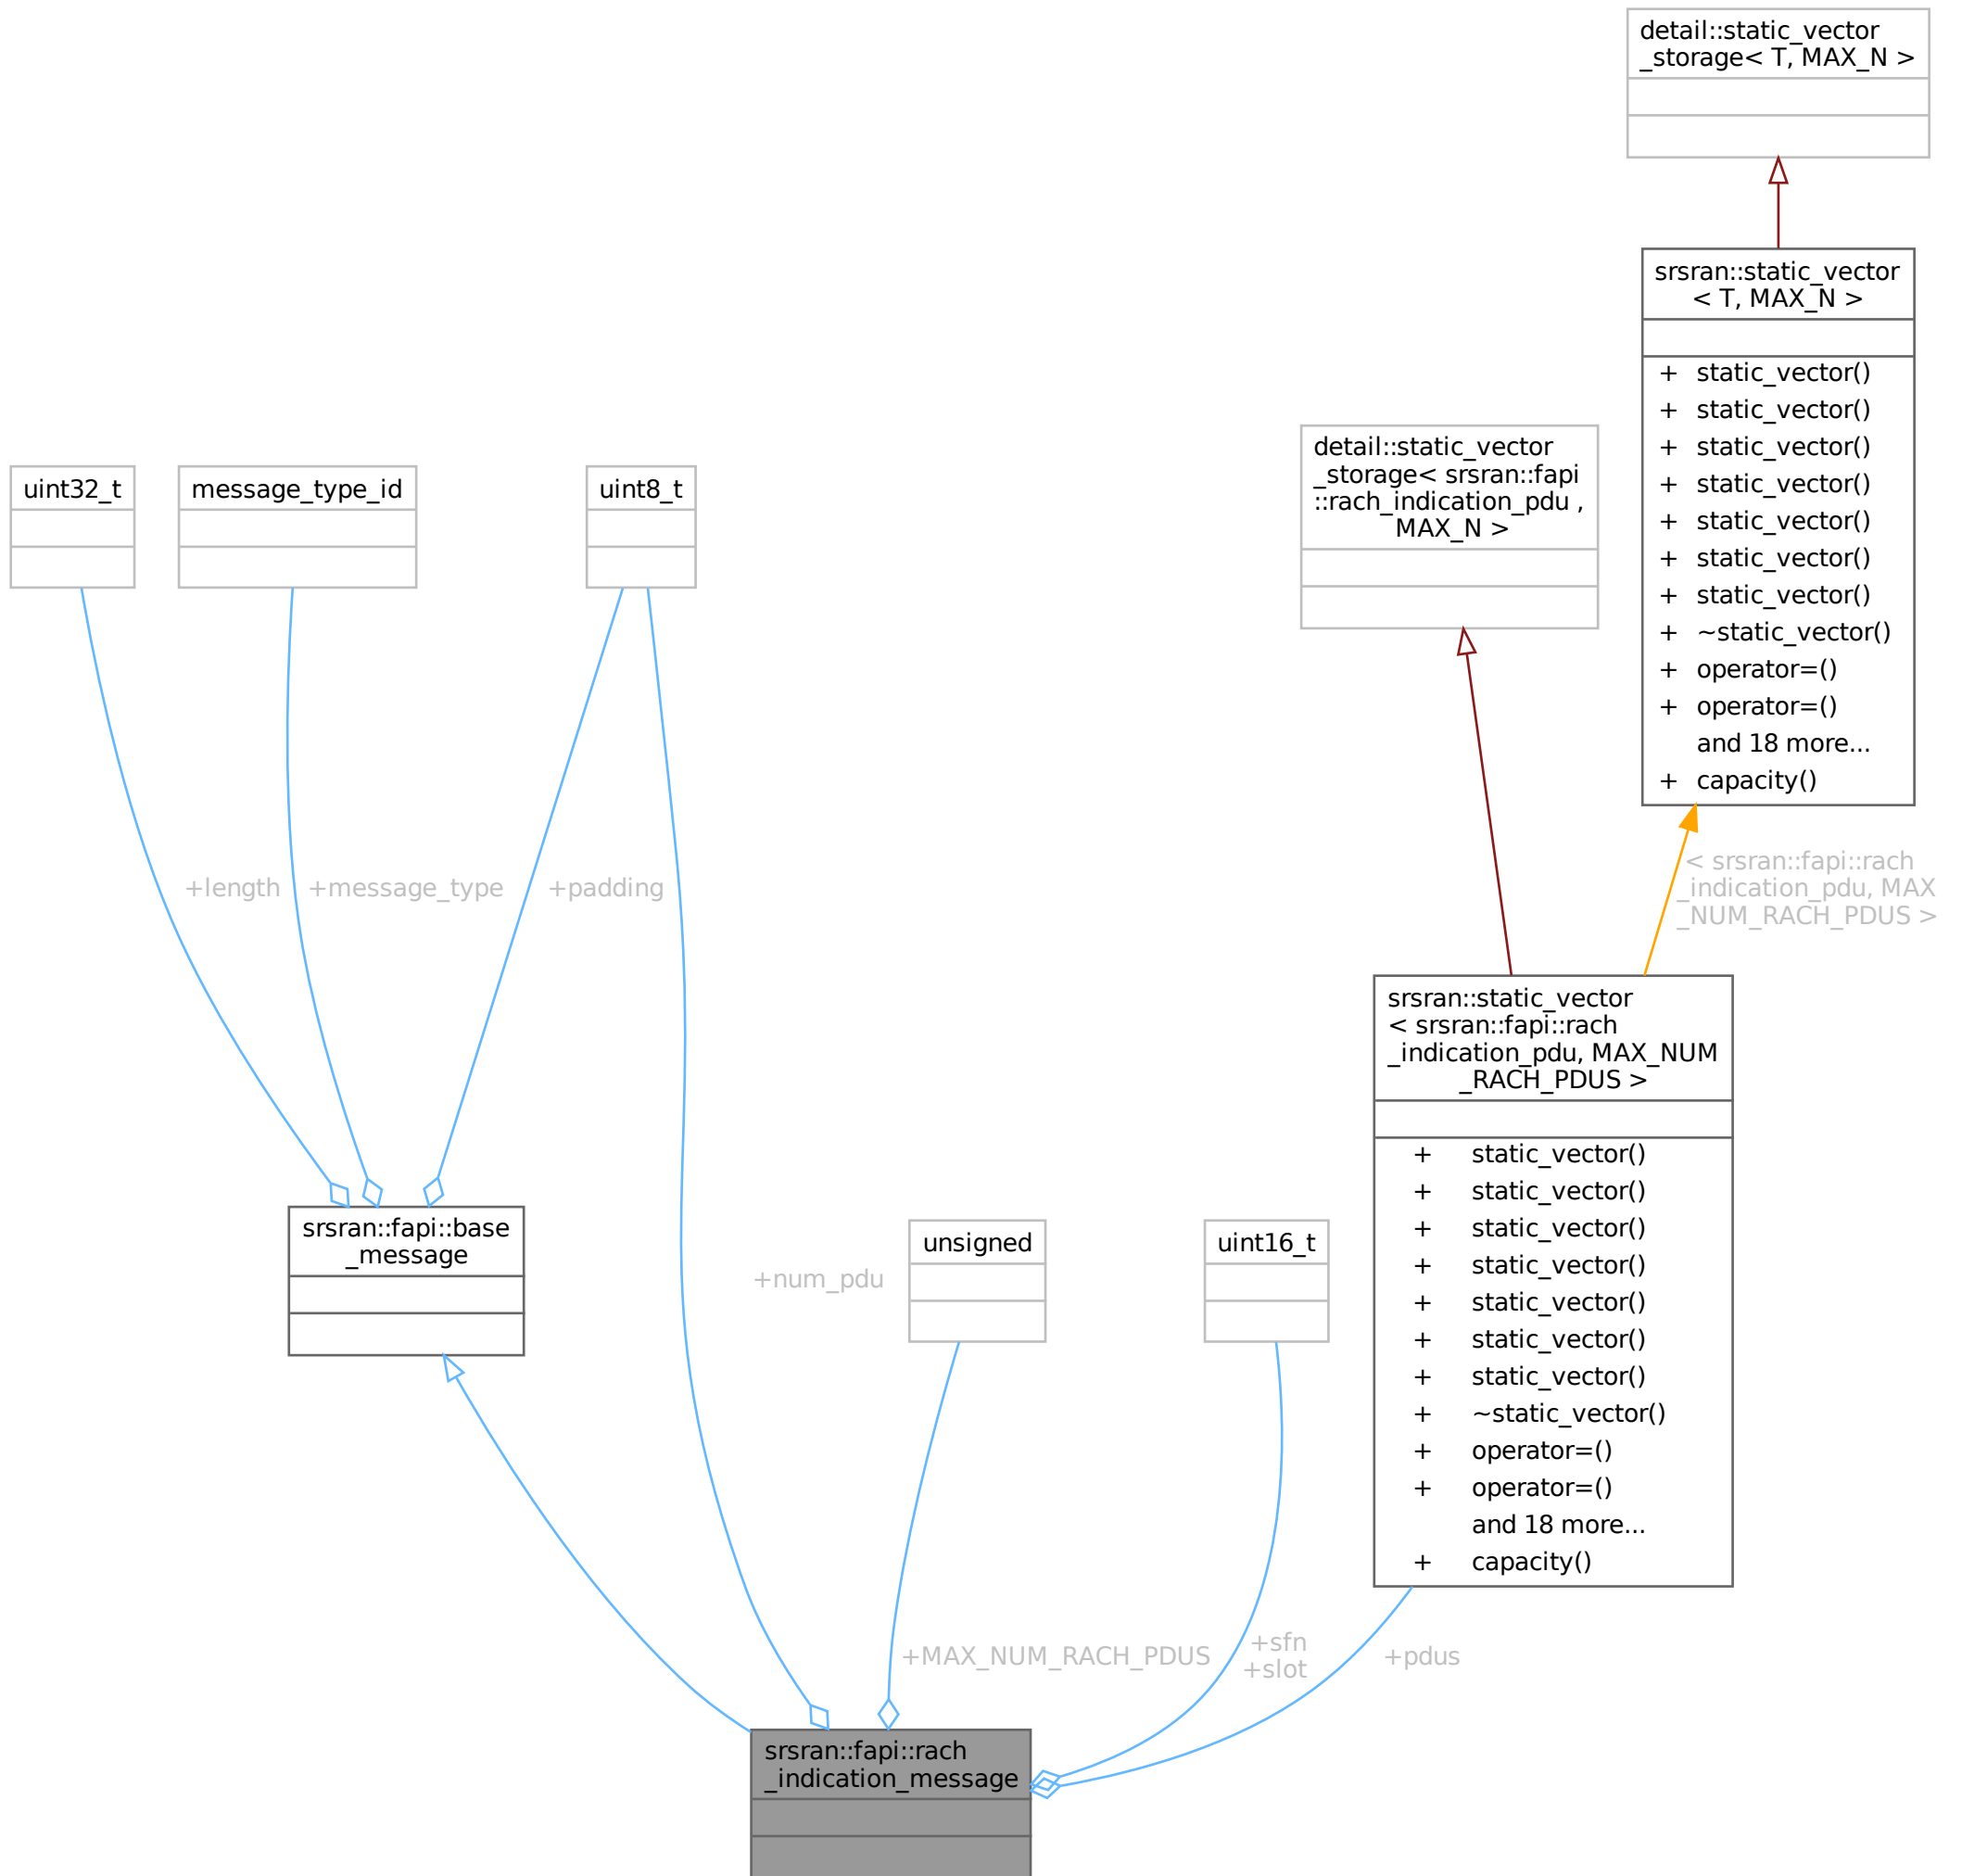 detail::static_vector
_storage< T, MAX_N >
srsran::static_vector
< T, MAX_N >
+ static_vector()
+ static_vector()
+ static_vector()
+ static_vector()
+ static_vector()
+ static_vector()
+ static_vector()
+ ~static_vector()
+ operator=()
+ operator=()
and 18 more...
+ capacity()
detail::static_vector
_storage< srsran::fapi
::rach_indication_pdu ,
MAX_N >
uint32_t
message_type_id
uint8_t
+length
+message_type
+padding
< srsran::fapi::rach
_indication_pdu, MAX
_NUM_RACH_PDUS >
srsran::static_vector
< srsran::fapi::rach
_indication_pdu, MAX_NUM
_RACH_PDUS >
+ static_vector()
+ static_vector()
+ static_vector()
+ static_vector()
+ static_vector()
+ static_vector()
+ static_vector()
+ ~static_vector()
+ operator=()
+ operator=()
and 18 more...
+ capacity()
srsran::fapi::base
_message
+num_pdu
unsigned
uint16_t
+MAX_NUM_RACH_PDUS
+sfn
+slot
+pdus
srsran::fapi::rach
_indication_message